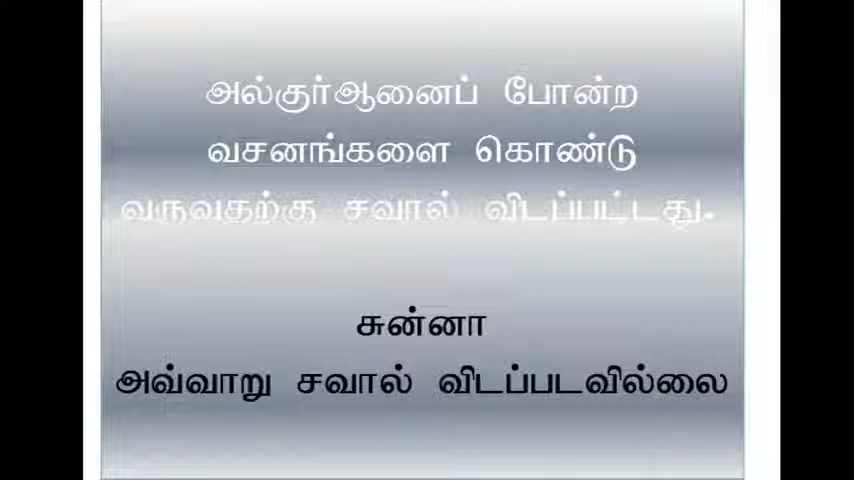 அல்குர்ஆனைப் போன்ற
வசனங்களை கொண்டு
வருவதற்கு சவால் விடப்பட்டது.
சுன்னா
அவ்வாறு சவால் விடப்படவில்லை